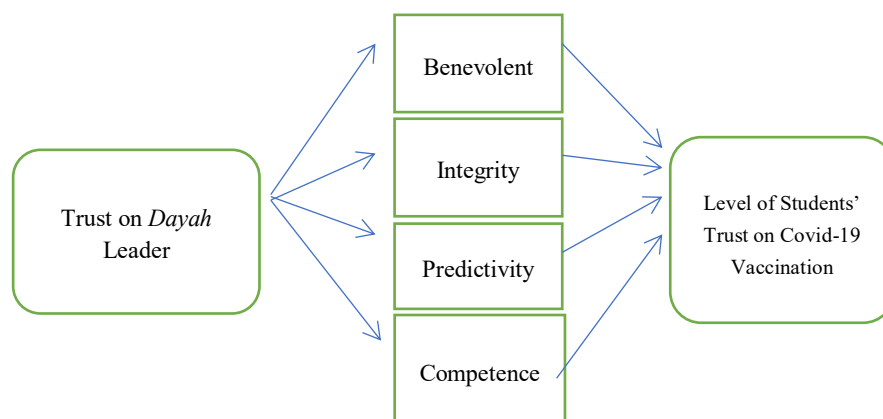 Trust on Dayah
Leader
Benevolent
Integrity
Predictivity
Competence
Level of Students’
Trust on Covid-19
Vaccination